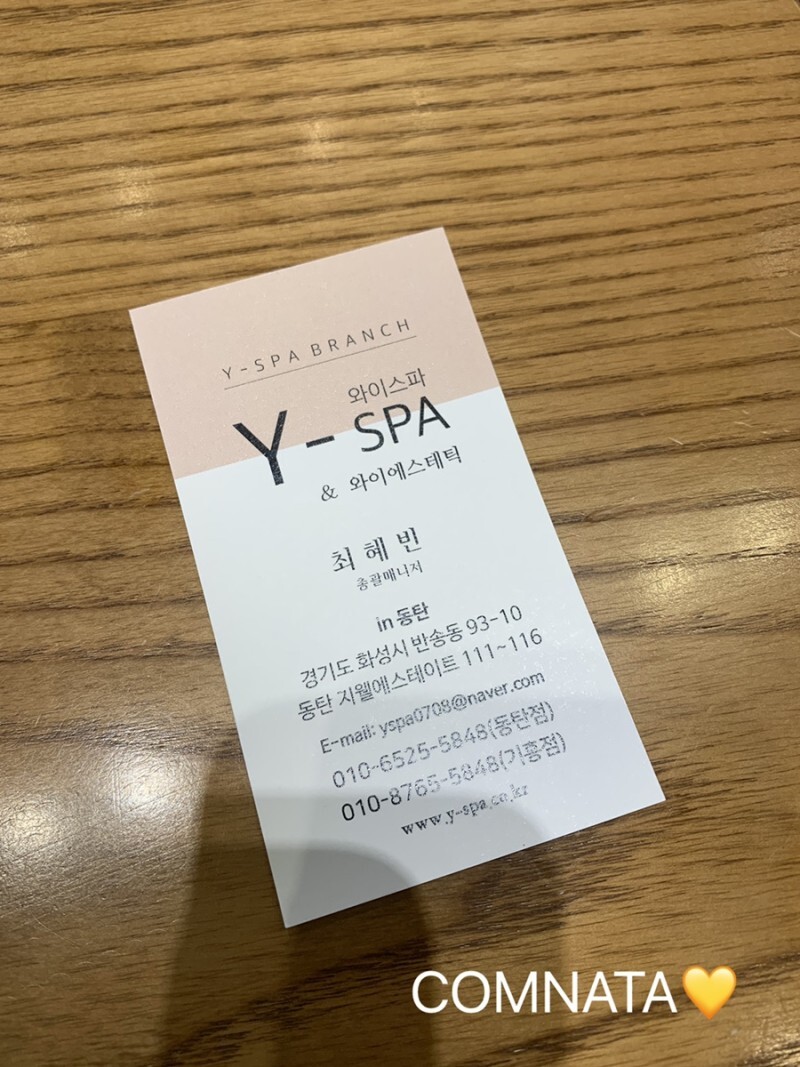 Y-SPA BRANCH
와이스파
Y- SPA
& 와이에스테틱
최혜빈
총괄매니저
in 동탄
경기도 화성시 반송동 93-10
동탄 지웰에스테이트 111~116
E-mail: yspa0708@naver.com
010-6525-5848(동탄점)
010-8765-5848(기흥점)
www.y-spa.co.kr
COMNATA💛